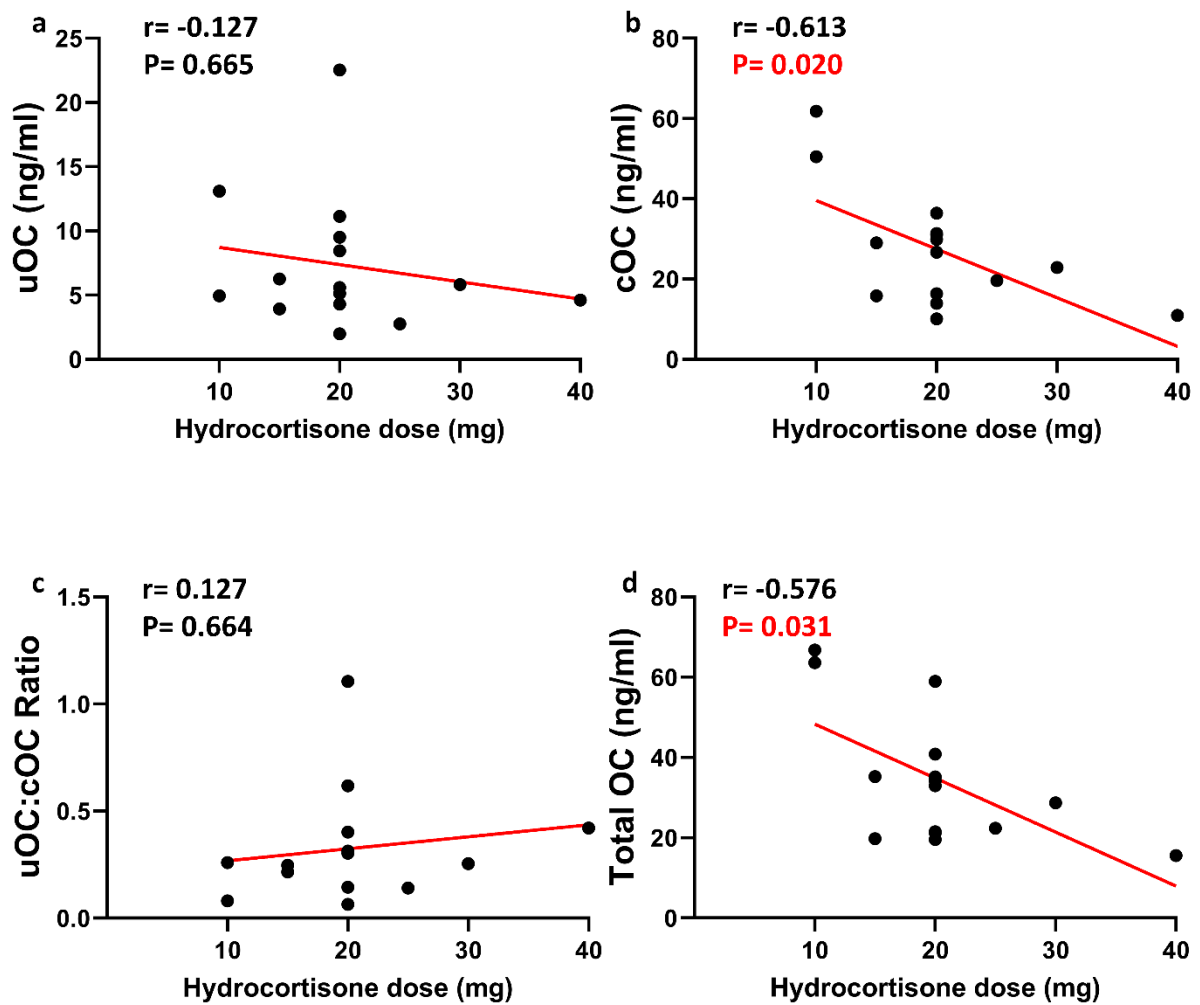 a
r= -0.127
P= 0.665
25
20
15
10
5
0
uOC (ng/ml)
10 20 30 40
Hydrocortisone dose (mg)
b
r= -0.613
P= 0.020
80
60
40
20
0
cOC (ng/ml)
10 20 30 40
Hydrocortisone dose (mg)
c
r= 0.127
P= 0.664
1.5
1.0
0.5
0.0
uOC:cOC Ratio
10 20 30 40
Hydrocortisone dose (mg)
d
r= -0.576
P= 0.031
80
60
40
20
0
Total OC (ng/ml)
10 20 30 40
Hydrocortisone dose (mg)